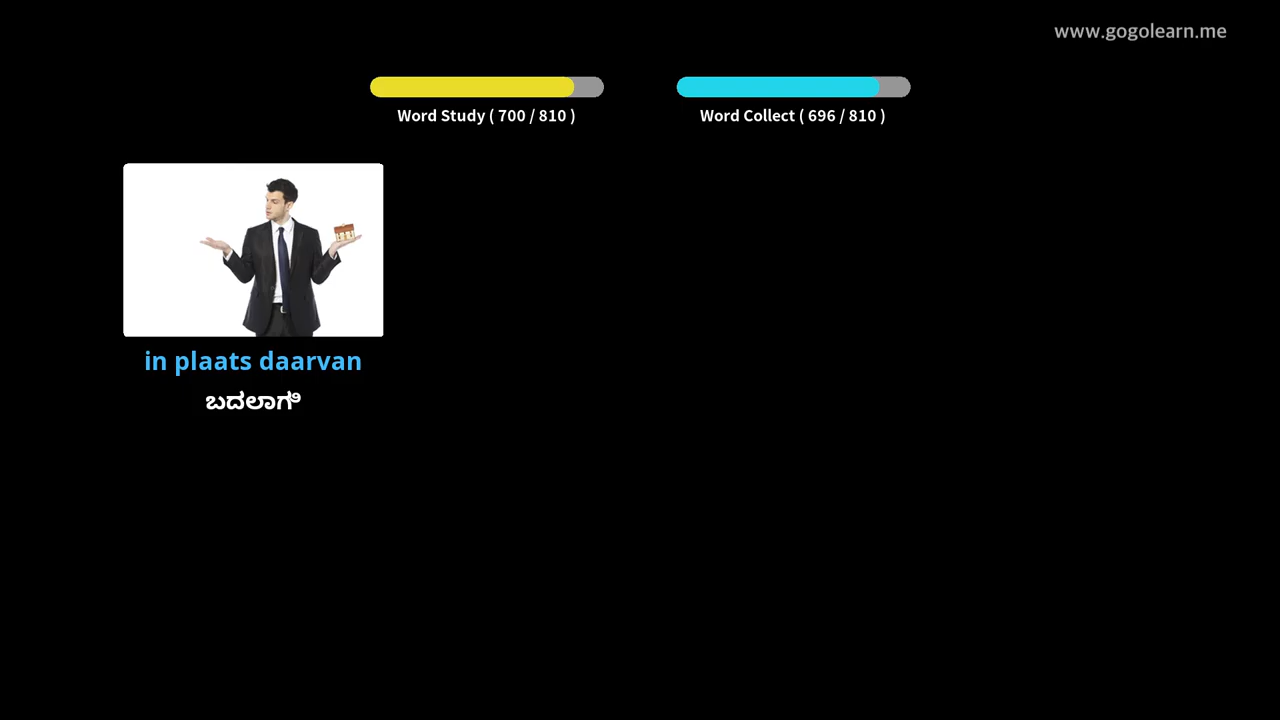 www.gogolearn.me
Word Study ( 700 / 810 )
Word Collect ( 696 / 810 )
in plaats daarvan
ಬದಲಾಗಿ